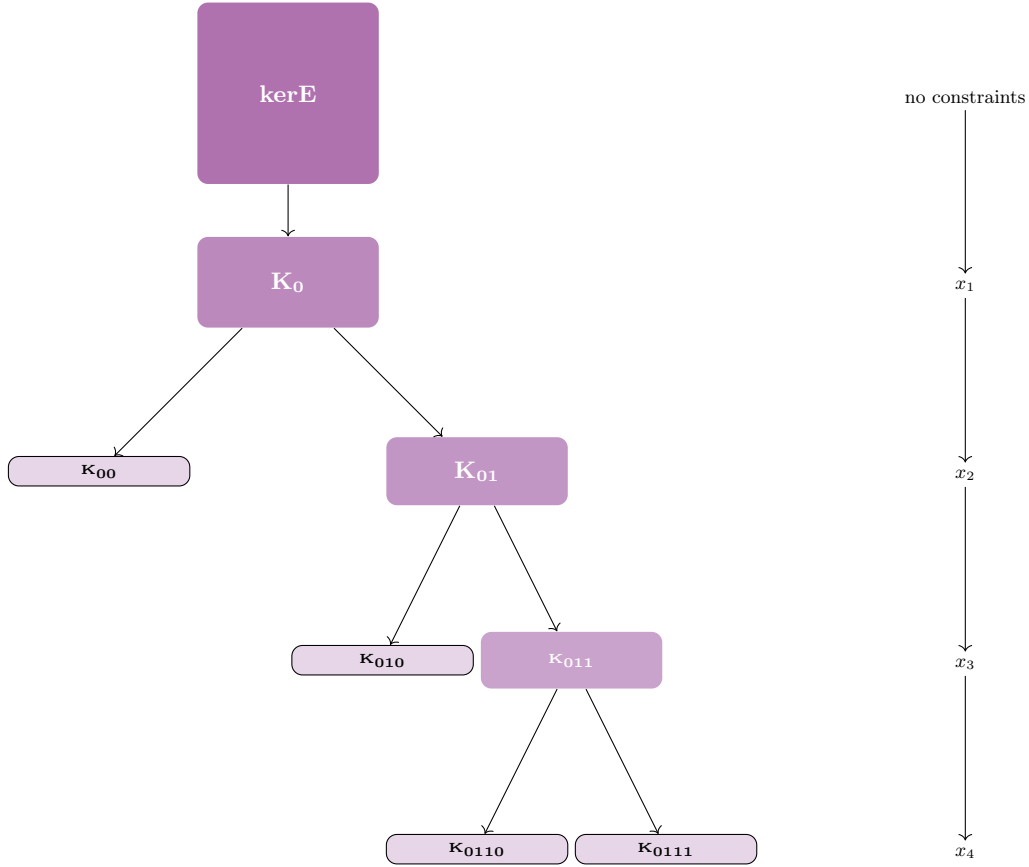 kerE
no constraints
K₀
x₁
K₀₀
K₀₁
x₂
K₀₁₀
K₀₁₁
x₃
K₀₁₁₀
K₀₁₁₁
x₄